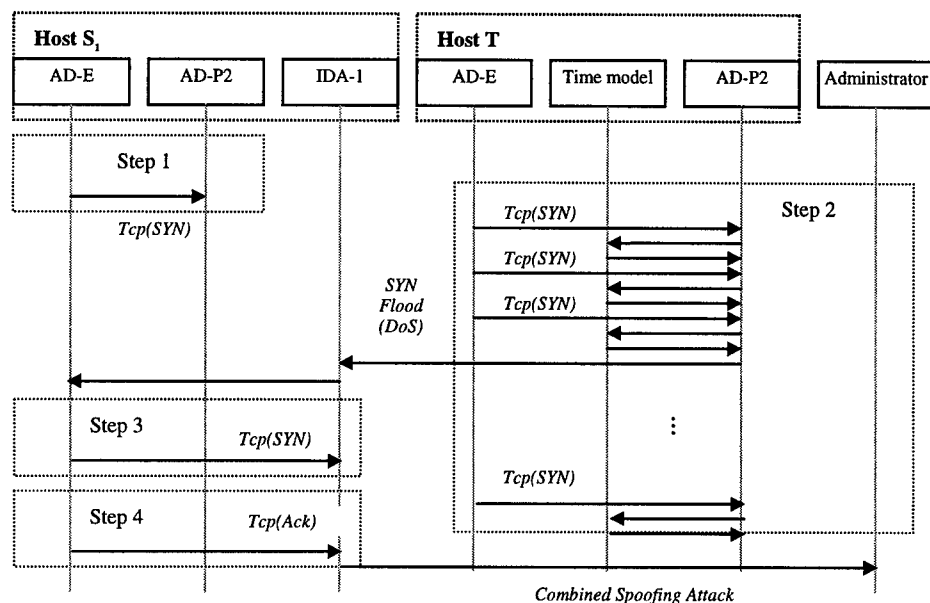 Host S₁
Host T
AD-E
AD-P2
IDA-1
AD-E
Time model
AD-P2
Administrator
Step 1
Tcp(SYN)
Step 2
Tcp(SYN)
Tcp(SYN)
Tcp(SYN)
SYN
Flood
(DoS)
...
Step 3
Tcp(SYN)
Tcp(SYN)
Step 4
Tcp(Ack)
Combined Spoofing Attack